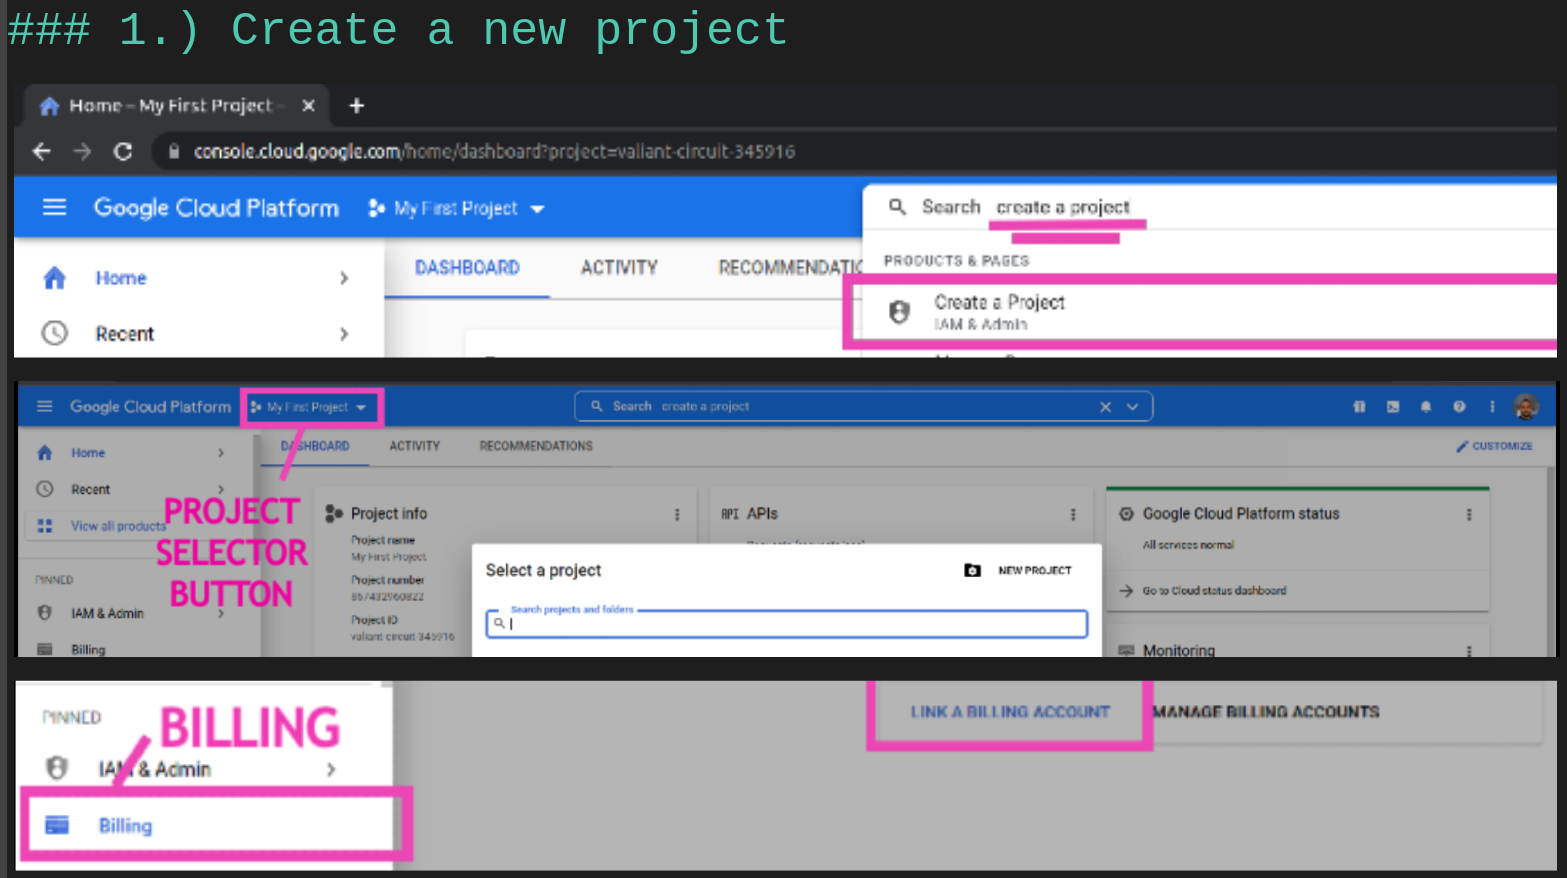 ### 1.) Create a new project
Home – My First Project –
console.cloud.google.com/home/dashboard?project=valiant-circuit-345916
Google Cloud Platform My First Project
Search create a project
PRODUCTS & PAGES
Create a Project
IAM & Admin
Home
Recent
DASHBOARD ACTIVITY RECOMMENDATIO
Google Cloud Platform My First Project Search create a project
Home
Recent
View all products
PINNED
IAM & Admin
Billing
DASHBOARD ACTIVITY RECOMMENDATIONS CUSTOMIZE
PROJECT
SELECTOR
BUTTON
Project info
Project name
My First Project
Project number
867432960822
Project ID
valiant-circuit-345916
API APIs
Google Cloud Platform status
All services normal
Go to Cloud status dashboard
Monitoring
Select a project NEW PROJECT
Search projects and folders
PINNED
BILLING
IAM & Admin
Billing
LINK A BILLING ACCOUNT MANAGE BILLING ACCOUNTS